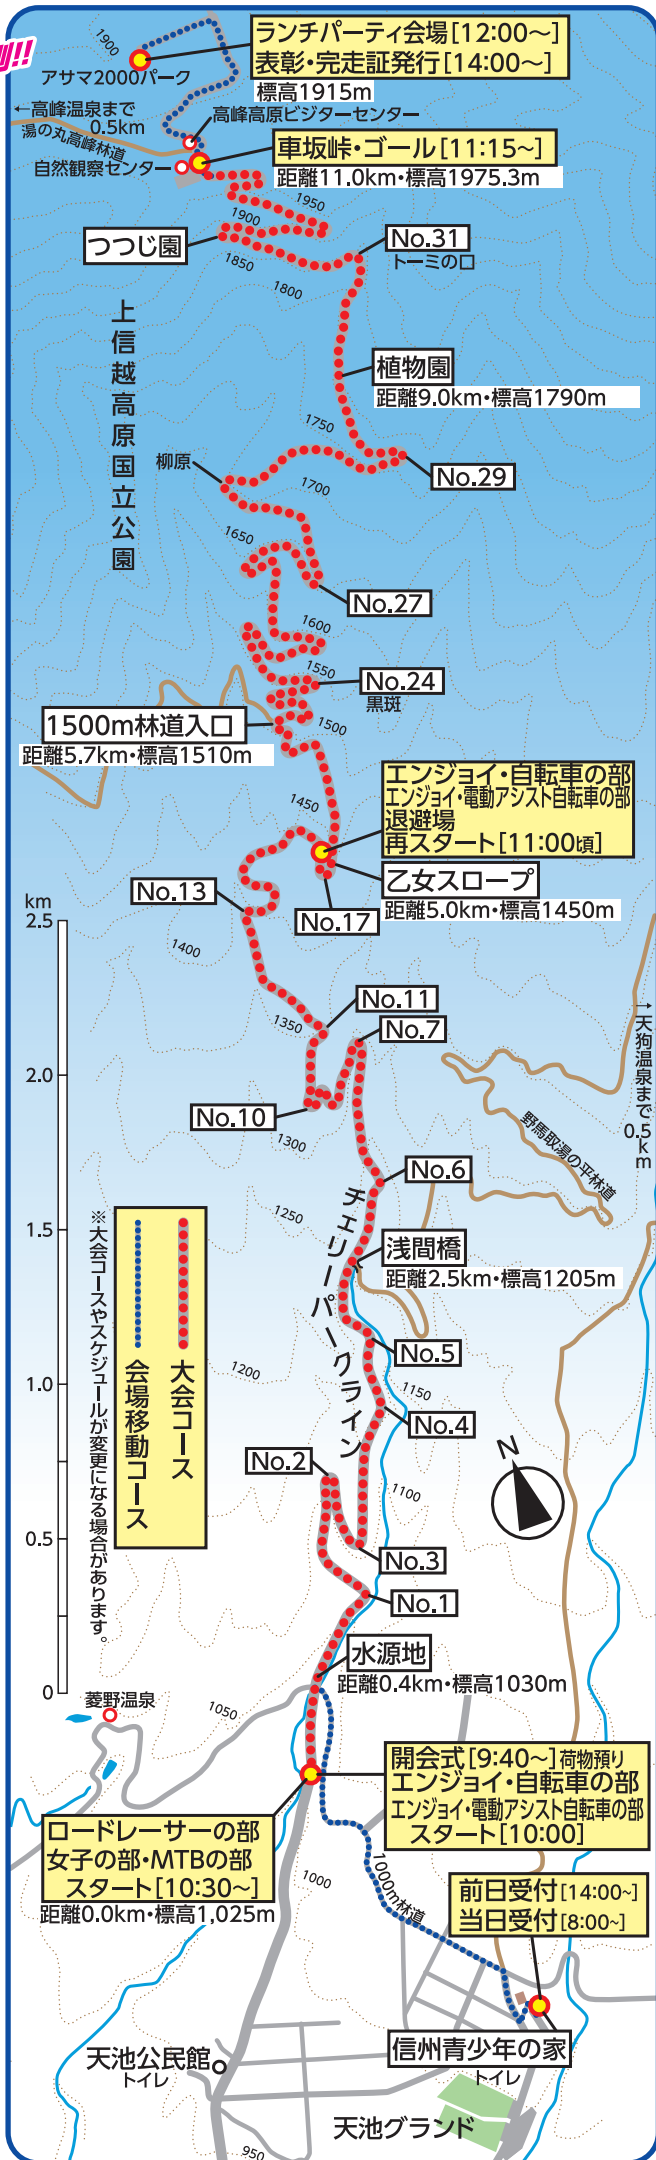 1900
ランチパーティ会場[12:00～]
表彰・完走証発行[14:00～]
標高1915m
アサマ2000パーク
←高峰温泉まで
0.5km
湯の丸高峰林道
高峰高原ビジターセンター
自然観察センター
車坂峠・ゴール[11:15～]
距離11.0km・標高1975.3m
1950
1900
つつじ園
No.31
トーミの口
1850
1800
上信越高原国立公園
植物園
距離9.0km・標高1790m
1750
柳原
No.29
1700
1650
No.27
1600
1550
No.24
黒斑
1500m林道入口
距離5.7km・標高1510m
1500
エンジョイ・自転車の部
エンジョイ・電動アシスト自転車の部
退避場
再スタート[11:00頃]
1450
乙女スロープ
距離5.0km・標高1450m
No.13
No.17
km
2.5
1400
No.11
1350
No.7
→天狗温泉まで0.5km
2.0
No.10
野馬取湯の平林道
1300
No.6
チェリーパークライン
1250
1.5
浅間橋
距離2.5km・標高1205m
※大会コースやスケジュールが変更になる場合があります。
大会コース
会場移動コース
No.5
1200
1.0
1150
No.4
N
No.2
1100
0.5
No.3
No.1
水源地
距離0.4km・標高1030m
0
菱野温泉
1050
開会式[9:40～]荷物預り
エンジョイ・自転車の部
エンジョイ・電動アシスト自転車の部
スタート[10:00]
ロードレーサーの部
女子の部・MTBの部
スタート[10:30～]
距離0.0km・標高1,025m
1000
1000m林道
前日受付[14:00～]
当日受付[8:00～]
信州青少年の家
トイレ
天池公民館
トイレ
天池グランド
950